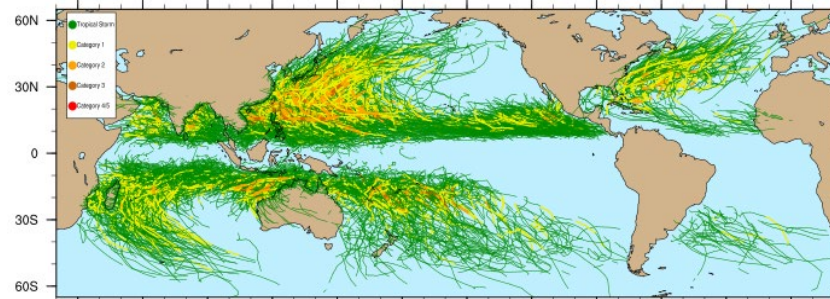 60N
Tropical Storm
Category 1
Category 2
30N
Category 3
Category 4/5
0
30S
60S